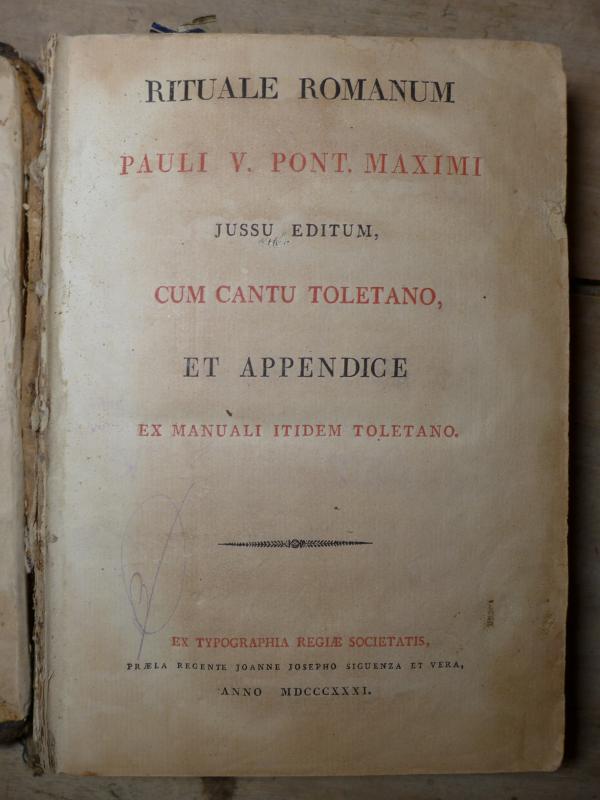 RITUALE ROMANUM
PAULI V. PONT. MAXIMI
JUSSU EDITUM,
CUM CANTU TOLETANO,
ET APPENDICE
EX MANUALI ITIDEM TOLETANO.
EX TYPOGRAPHIA REGIÆ SOCIETATIS,
PRÆLA REGENTE JOANNE JOSEPHO SIGUENZA ET VERA,
ANNO MDCCCXXXI.